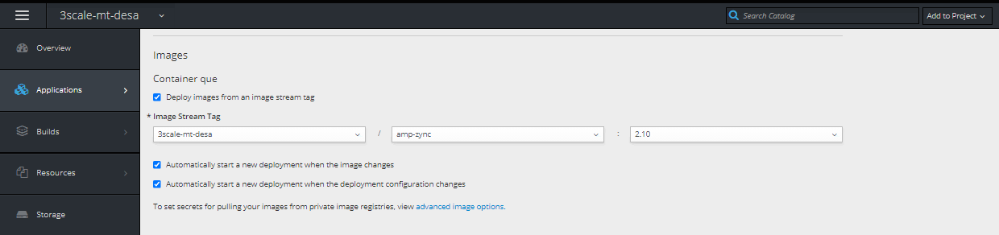 3scale-mt-desa
Search Catalog
Add to Project
Overview
Applications
Builds
Resources
Storage
Images
Container que
Deploy images from an image stream tag
* Image Stream Tag
3scale-mt-desa / amp-zync : 2.10
Automatically start a new deployment when the image changes
Automatically start a new deployment when the deployment configuration changes
To set secrets for pulling your images from private image registries, view advanced image options.